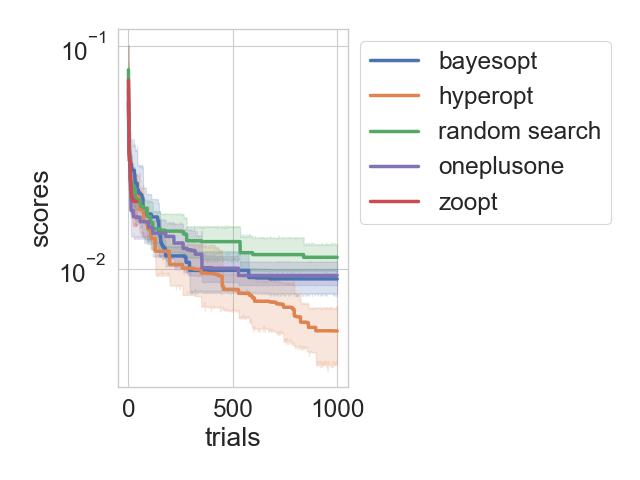 10⁻¹
10⁻²
scores
0
500
1000
trials
bayesopt
hyperopt
random search
oneplusone
zoopt